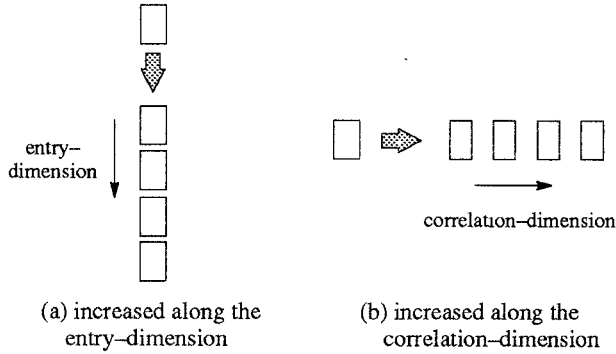 entry–
dimension
correlation–dimension
(a) increased along the
entry–dimension
(b) increased along the
correlation–dimension